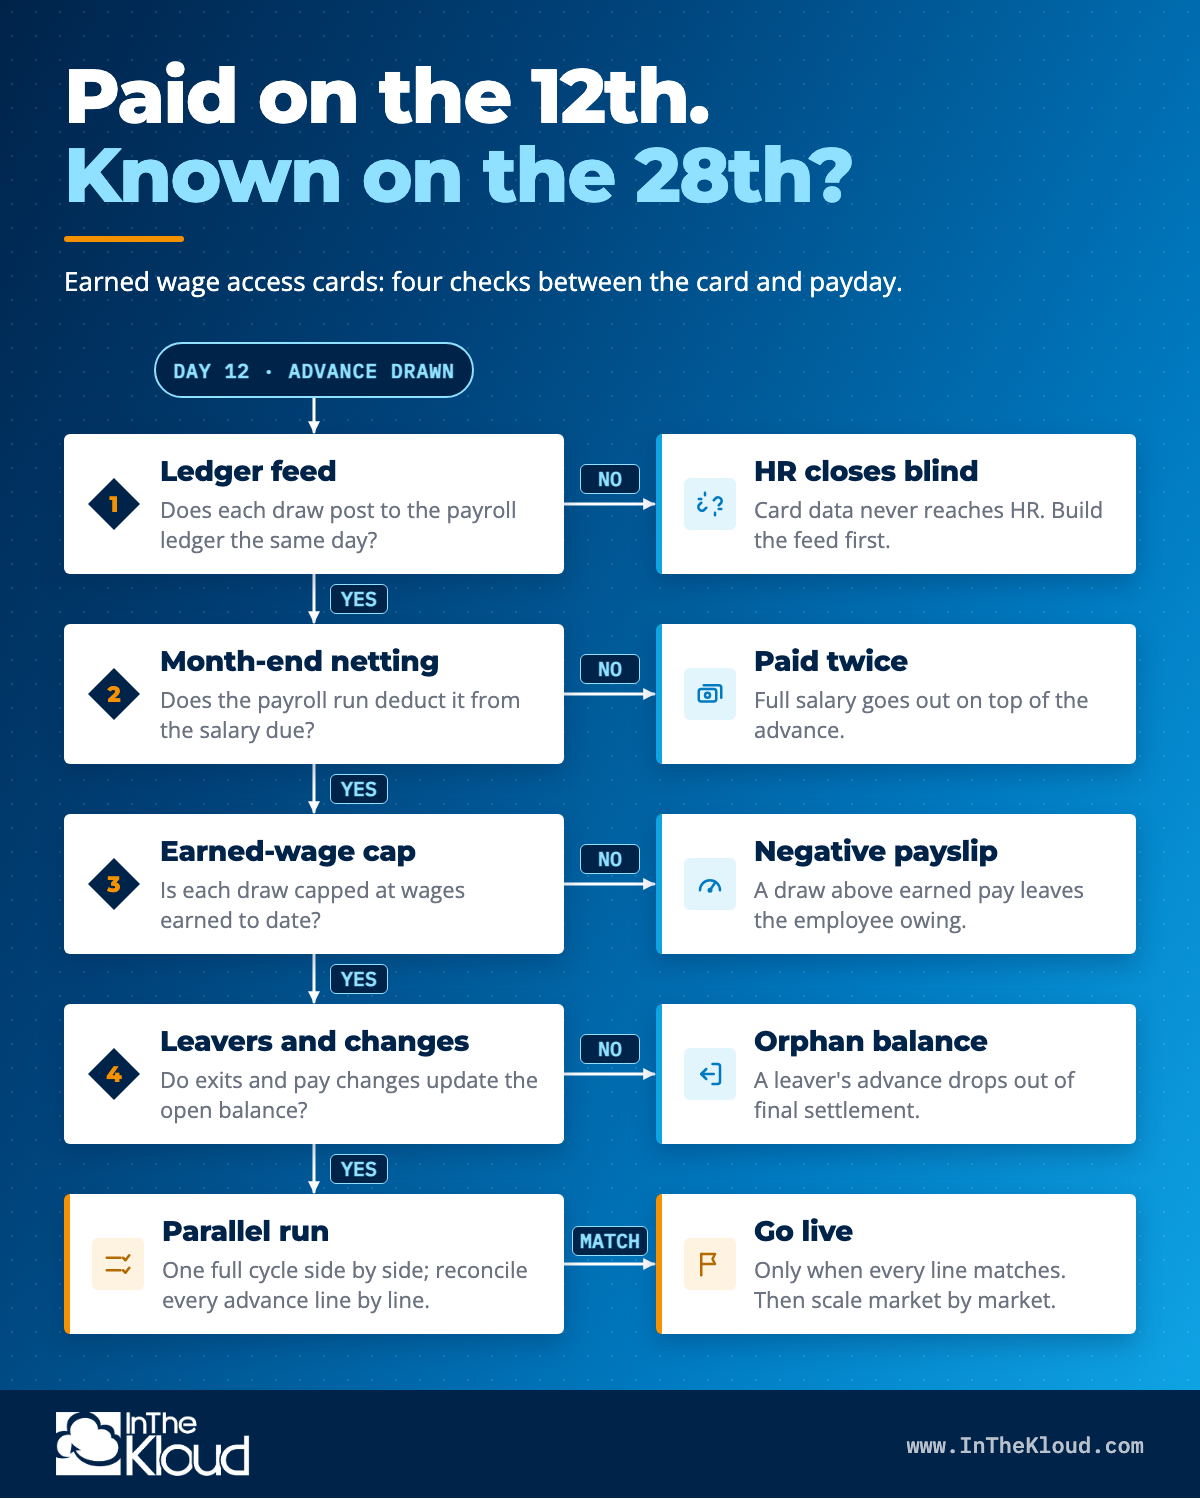 Paid on the 12th.
Known on the 28th?
Earned wage access cards: four checks between the card and payday.
DAY 12 · ADVANCE DRAWN
1
Ledger feed
Does each draw post to the payroll
ledger the same day?
NO
HR closes blind
Card data never reaches HR. Build
the feed first.
YES
2
Month-end netting
Does the payroll run deduct it from
the salary due?
NO
Paid twice
Full salary goes out on top of the
advance.
YES
3
Earned-wage cap
Is each draw capped at wages
earned to date?
NO
Negative payslip
A draw above earned pay leaves
the employee owing.
YES
4
Leavers and changes
Do exits and pay changes update the
open balance?
NO
Orphan balance
A leaver's advance drops out of
final settlement.
YES
Parallel run
One full cycle side by side; reconcile
every advance line by line.
MATCH
Go live
Only when every line matches.
Then scale market by market.
InThe
Kloud
www.InTheKloud.com